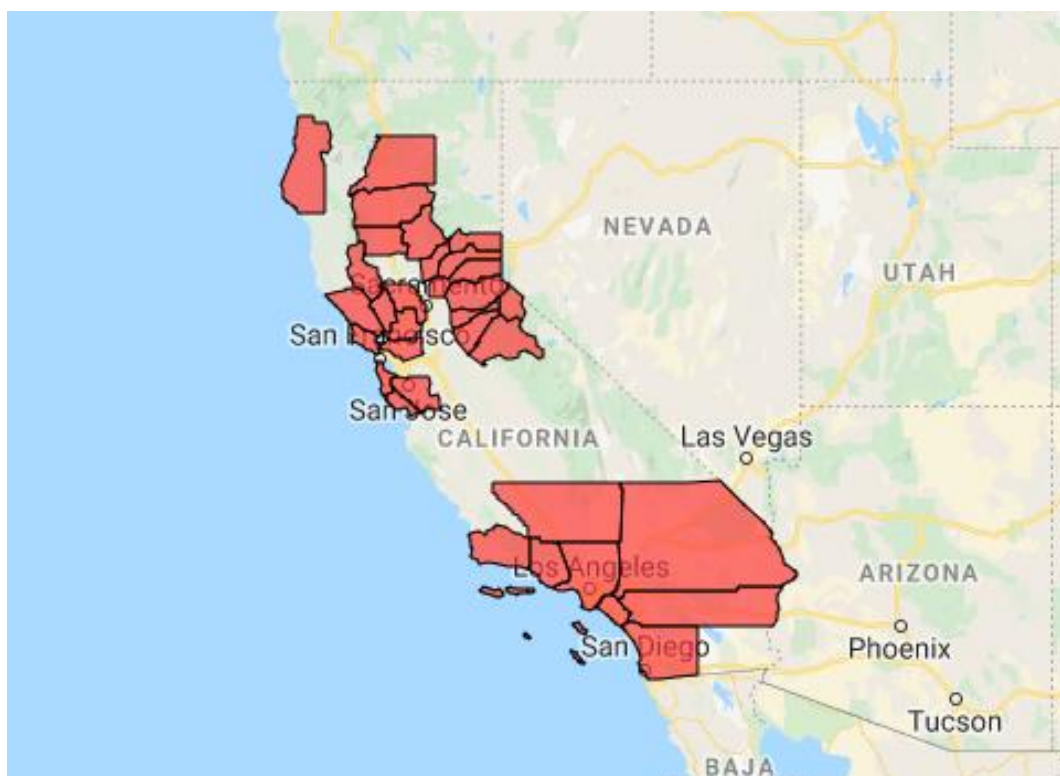 NEVADA
UTAH
Sacramento
San Francisco
San Jose
CALIFORNIA
Las Vegas
Los Angeles
ARIZONA
San Diego
Phoenix
Tucson
BAJA